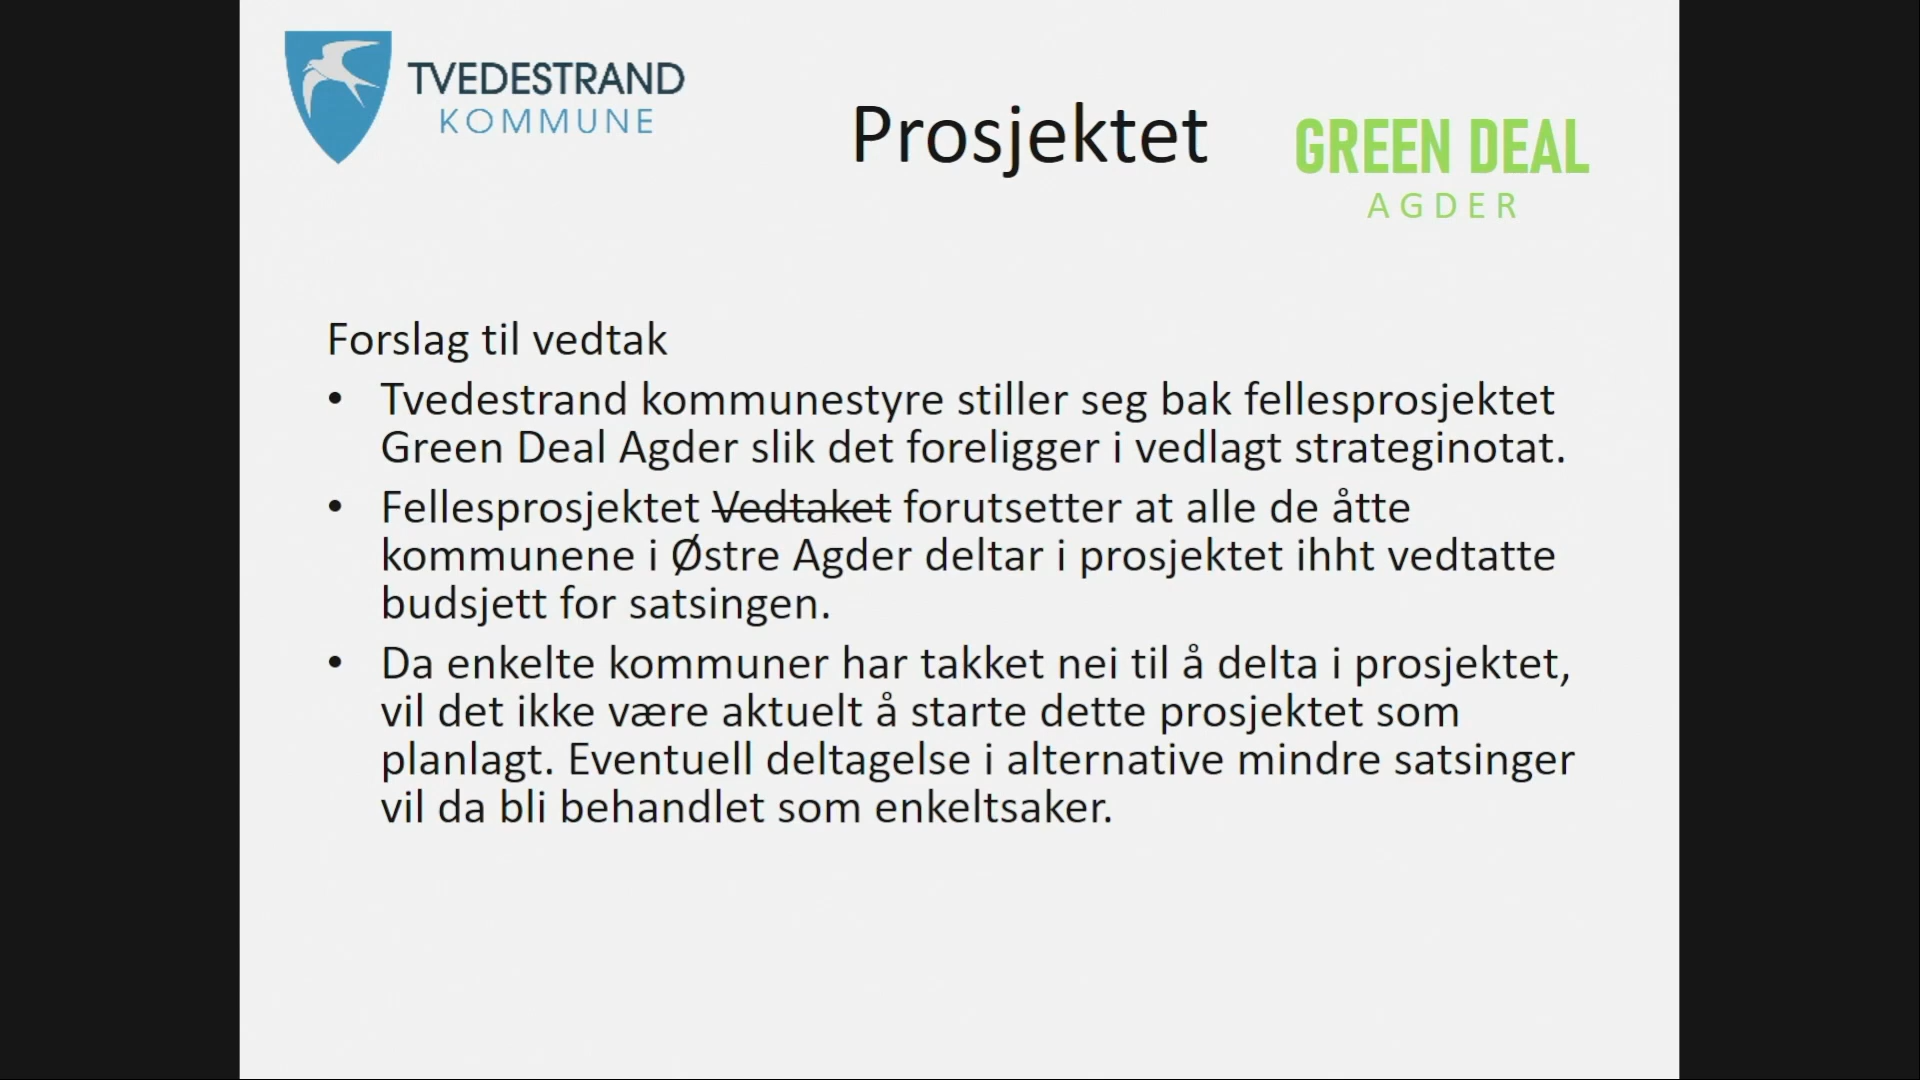 TVEDESTRAND
KOMMUNE
Prosjektet
GREEN DEAL
AGDER
Forslag til vedtak
• Tvedestrand kommunestyre stiller seg bak fellesprosjektet
Green Deal Agder slik det foreligger i vedlagt strateginotat.
• Fellesprosjektet Vedtaket forutsetter at alle de åtte
kommunene i Østre Agder deltar i prosjektet ihht vedtatte
budsjett for satsingen.
• Da enkelte kommuner har takket nei til å delta i prosjektet,
vil det ikke være aktuelt å starte dette prosjektet som
planlagt. Eventuell deltagelse i alternative mindre satsinger
vil da bli behandlet som enkeltsaker.